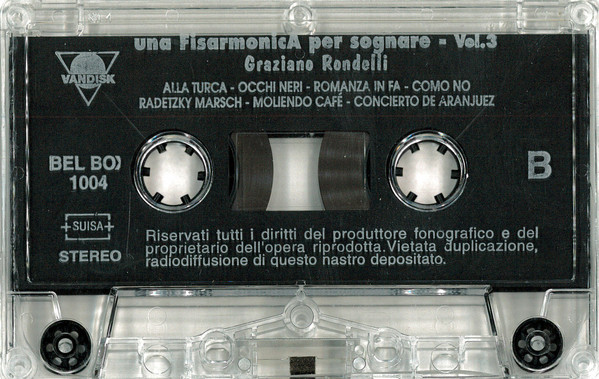 una FisarmonicA per sognare - Vol.3
VANDISK
Graziano Rondelli
ALLA TURCA - OCCHI NERI - ROMANZA IN FA - COMO NO
RADETZKY MARSCH - MOLIENDO CAFÉ - CONCIERTO DE ARANJUEZ
BEL BOX
1004
B
SUISA
STEREO
Riservati tutti i diritti del produttore fonografico e del
proprietario dell'opera riprodotta.Vietata duplicazione,
radiodiffusione di questo nastro depositato.